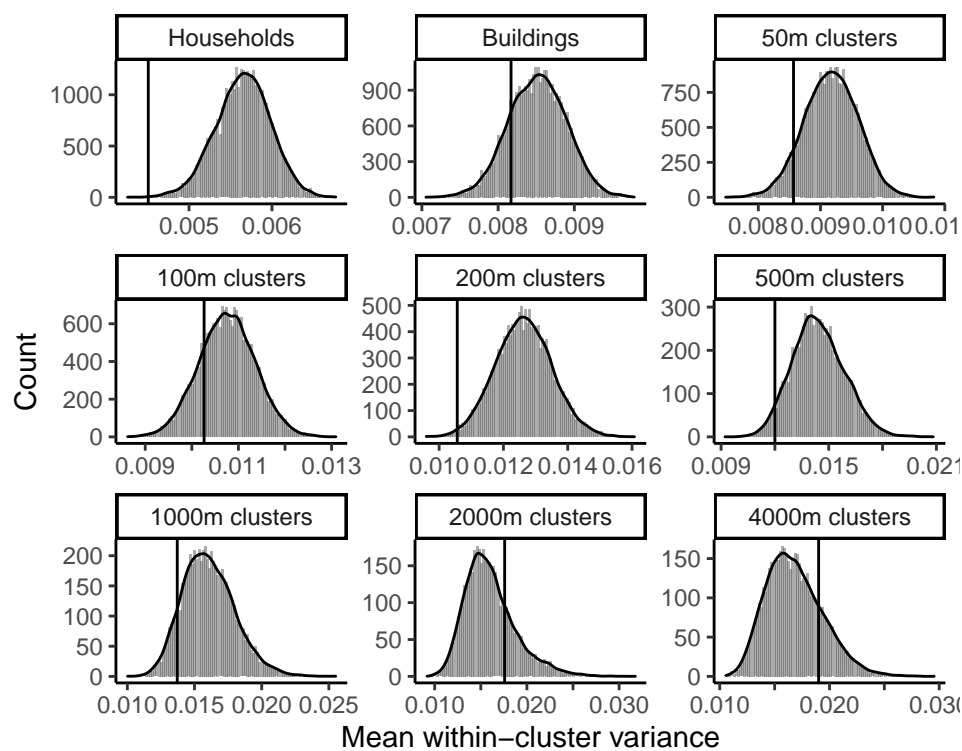 Households Buildings 50m clusters
1000 900 750
500 600 500
300 250
0 0 0
0.005 0.006 0.007 0.008 0.009 0.008 0.009 0.010 0.01
100m clusters 200m clusters 500m clusters
600 500 300
400 400 200
200 300 100
200
100
0 0 0
0.009 0.011 0.013 0.010 0.012 0.014 0.016 0.009 0.015 0.021
1000m clusters 2000m clusters 4000m clusters
200 150 150
150 100 100
100 50 50
50
0 0 0
0.010 0.015 0.020 0.025 0.010 0.020 0.030 0.010 0.020 0.030
Count
Mean within−cluster variance